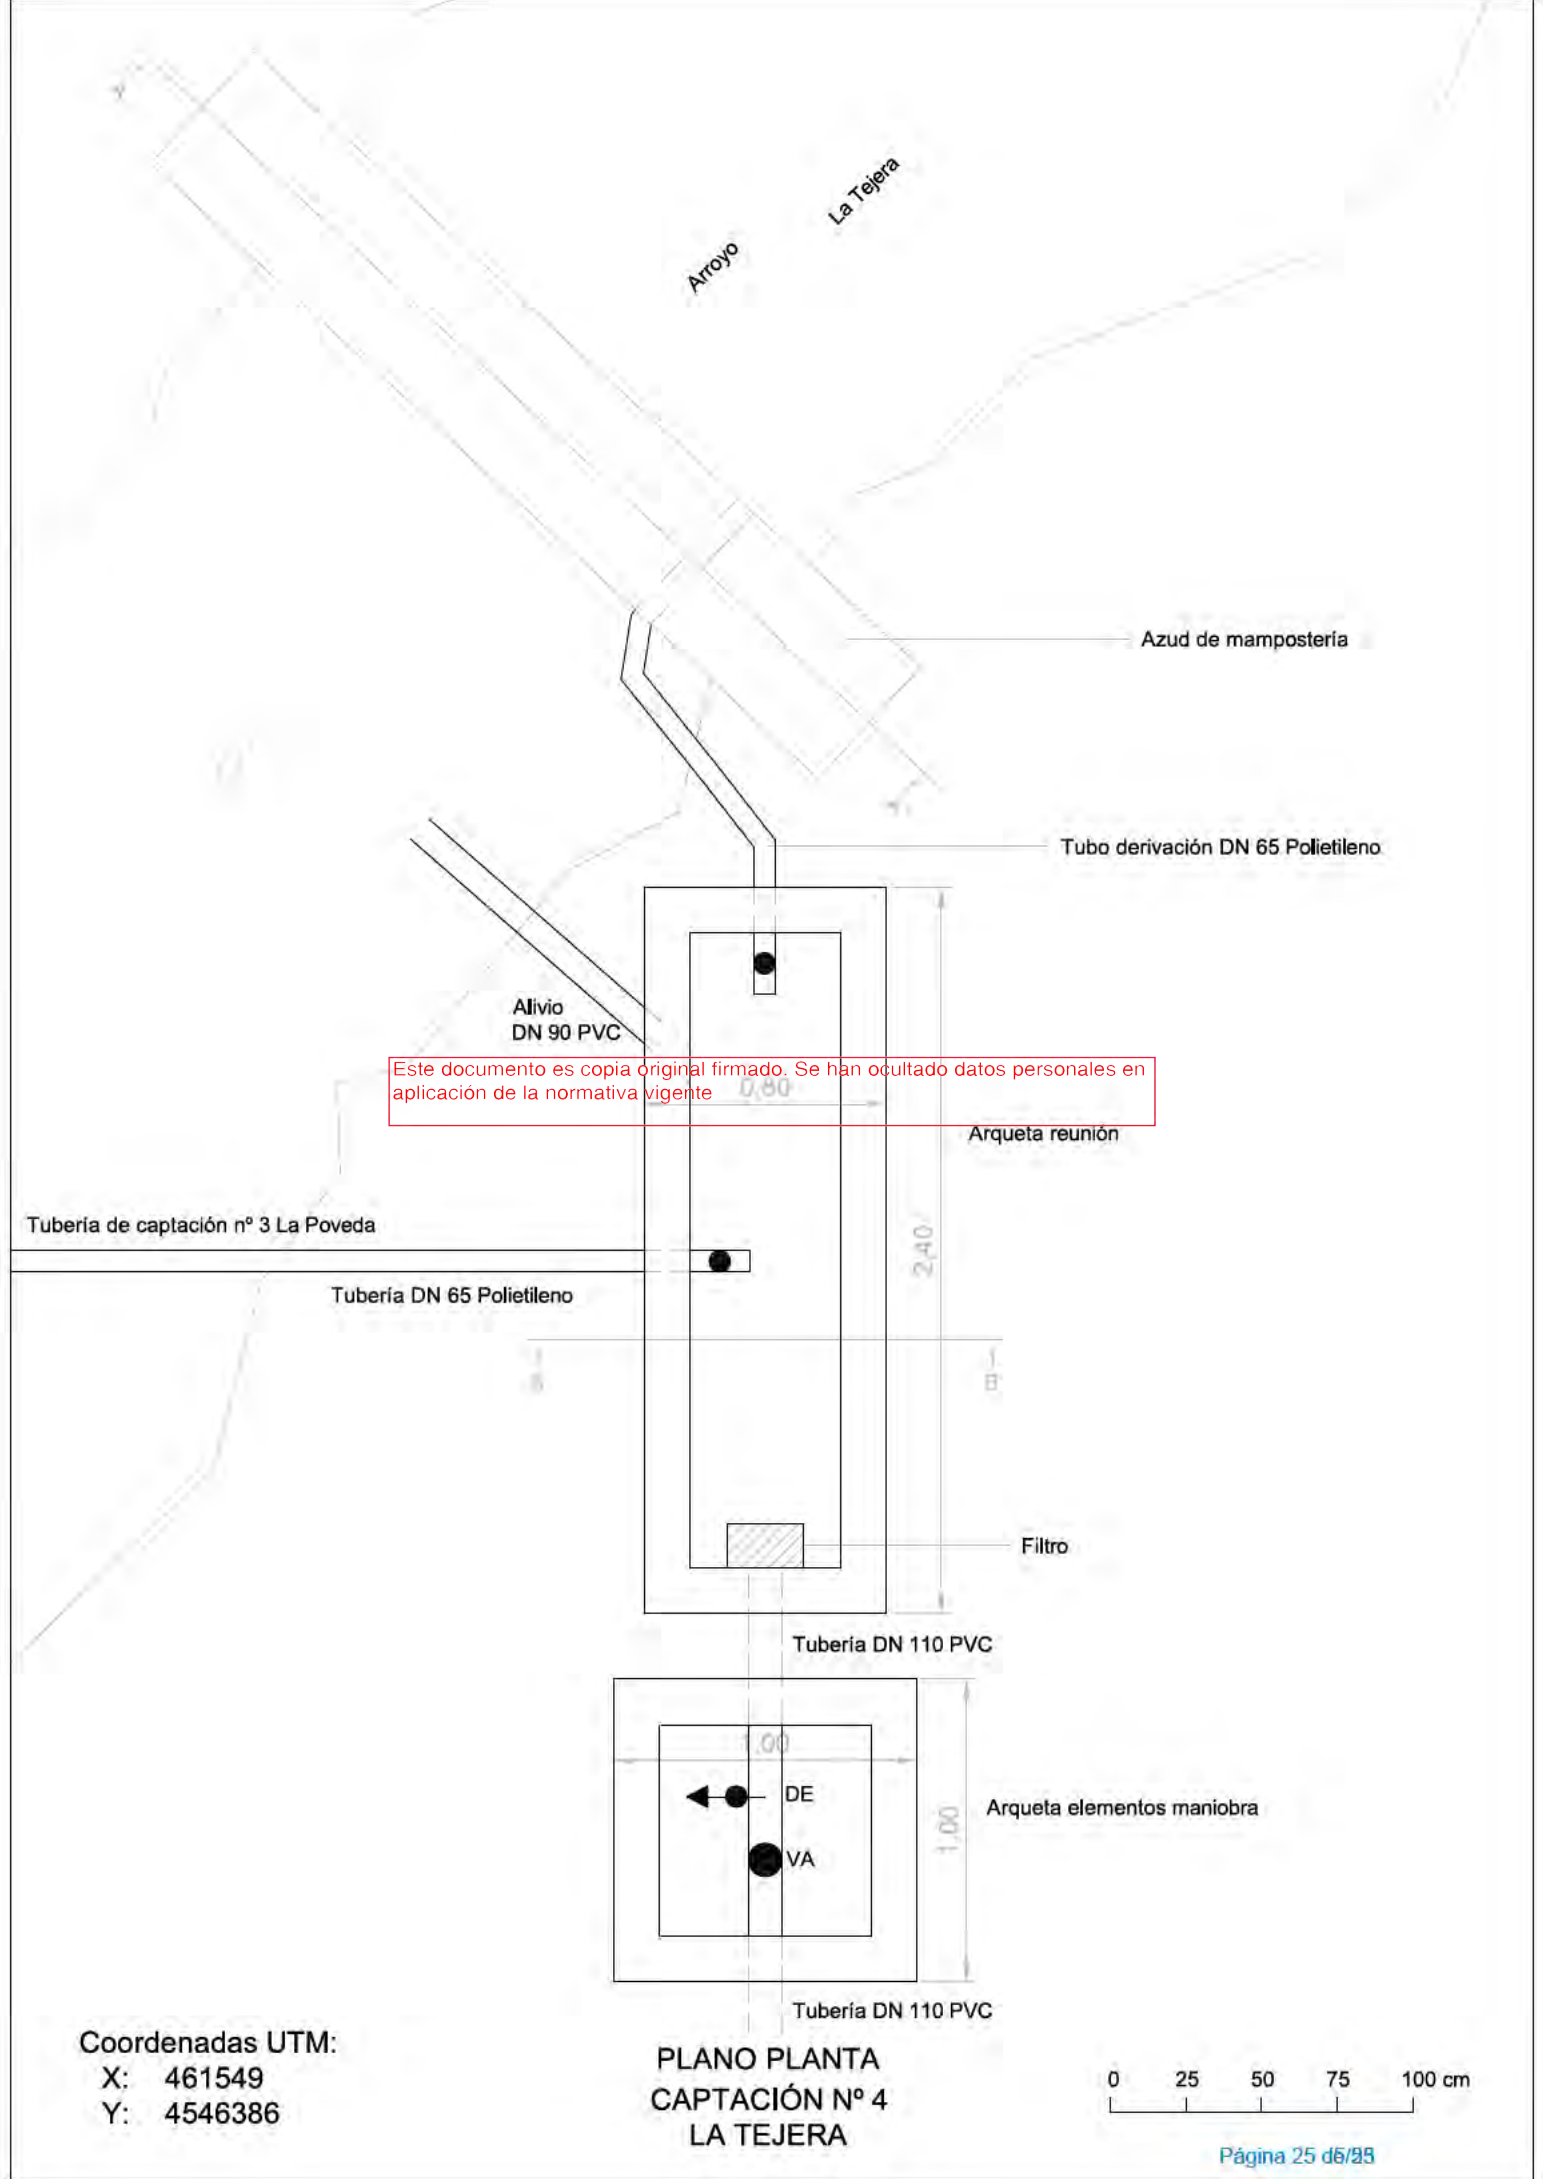 La Tejera
Arroyo
Azud de mampostería
Tubo derivación DN 65 Polietileno
Alivio
DN 90 PVC
Este documento es copia original firmado. Se han ocultado datos personales en
aplicación de la normativa vigente
0,80
Arqueta reunión
Tubería de captación nº 3 La Poveda
2,40
Tubería DN 65 Polietileno
B
B
Filtro
Tubería DN 110 PVC
1,00
DE
Arqueta elementos maniobra
1,00
VA
Tubería DN 110 PVC
Coordenadas UTM:
X: 461549
Y: 4546386
PLANO PLANTA
CAPTACIÓN Nº 4
LA TEJERA
0 25 50 75 100 cm
Página 25